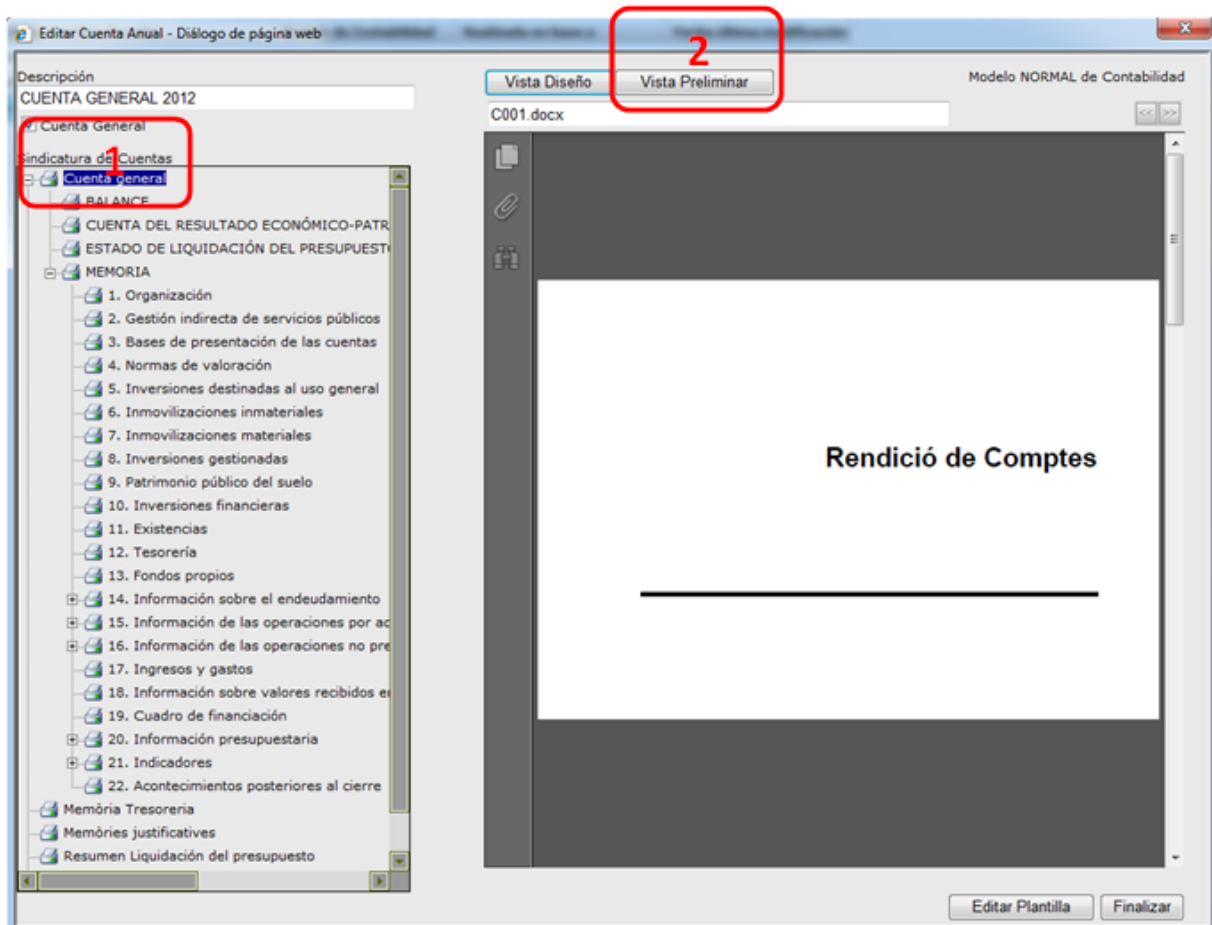 Editar Cuenta Anual - Diálogo de página web
2
Descripción
CUENTA GENERAL 2012
Cuenta General
1
Sindicatura de Cuentas
Cuenta general
BALANCE
CUENTA DEL RESULTADO ECONÓMICO-PATR
ESTADO DE LIQUIDACIÓN DEL PRESUPUEST
MEMORIA
1. Organización
2. Gestión indirecta de servicios públicos
3. Bases de presentación de las cuentas
4. Normas de valoración
5. Inversiones destinadas al uso general
6. Inmovilizaciones inmateriales
7. Inmovilizaciones materiales
8. Inversiones gestionadas
9. Patrimonio público del suelo
10. Inversiones financieras
11. Existencias
12. Tesorería
13. Fondos propios
14. Información sobre el endeudamiento
15. Información de las operaciones por ad
16. Información de las operaciones no pre
17. Ingresos y gastos
18. Información sobre valores recibidos e
19. Cuadro de financiación
20. Información presupuestaria
21. Indicadores
22. Acontecimientos posteriores al cierre
Memòria Tresoreria
Memòries justificatives
Resumen Liquidación del presupuesto
Vista Diseño Vista Preliminar Modelo NORMAL de Contabilidad
C001.docx << >>
Rendició de Comptes
Editar Plantilla Finalizar